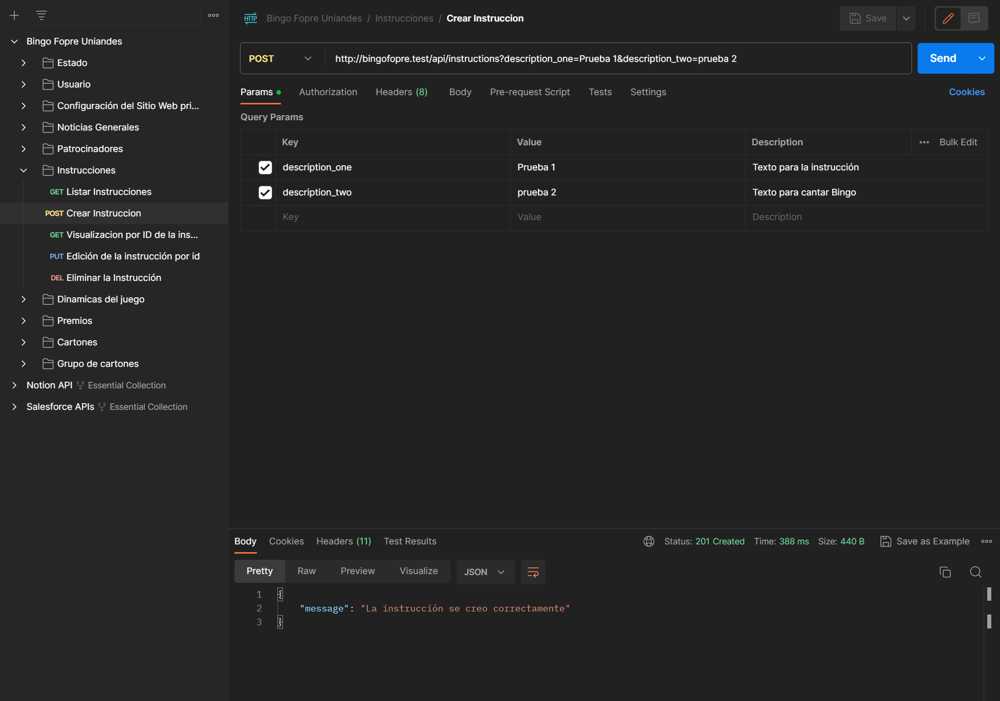 Bingo Fopre Uniandes
Estado
Usuario
Configuración del Sitio Web pri...
Noticias Generales
Patrocinadores
Instrucciones
GET Listar Instrucciones
POST Crear Instruccion
GET Visualizacion por ID de la ins...
PUT Edición de la instrucción por id
DEL Eliminar la Instrucción
Dinamicas del juego
Premios
Cartones
Grupo de cartones
Notion API Essential Collection
Salesforce APIs Essential Collection
HTTP Bingo Fopre Uniandes / Instrucciones / Crear Instruccion
Save
POST http://bingofopre.test/api/instructions?description_one=Prueba 1&description_two=prueba 2
Send
Params Authorization Headers (8) Body Pre-request Script Tests Settings Cookies
Query Params
Key Value Description Bulk Edit
description_one Prueba 1 Texto para la instrucción
description_two prueba 2 Texto para cantar Bingo
Key Value Description
Body Cookies Headers (11) Test Results Status: 201 Created Time: 388 ms Size: 440 B Save as Example
Pretty Raw Preview Visualize JSON
1 {
2 "message": "La instrucción se creo correctamente"
3 }